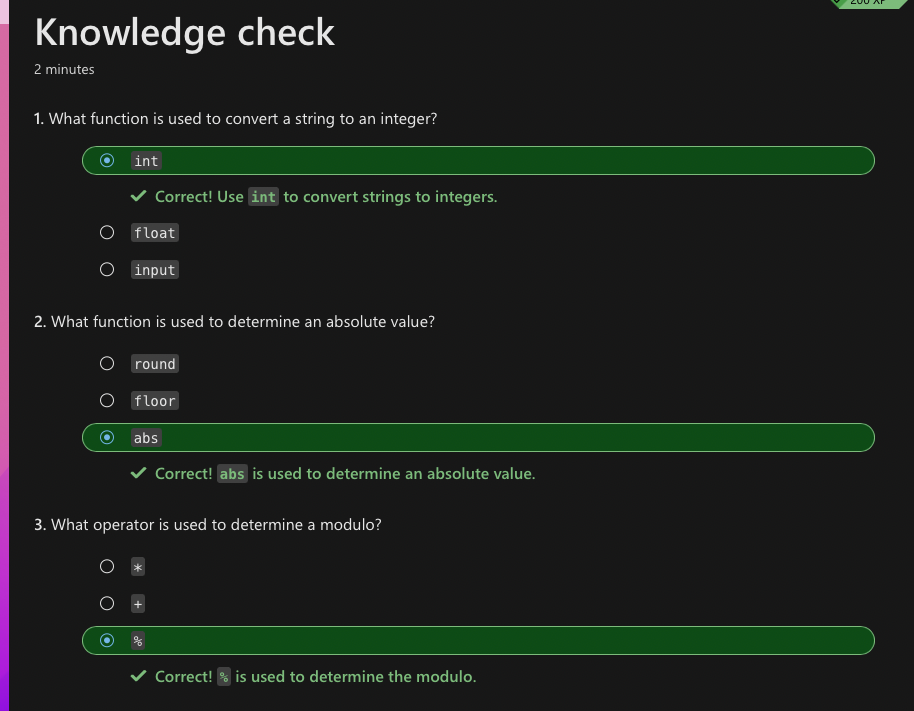 200 XP
Knowledge check
2 minutes
1. What function is used to convert a string to an integer?
int
Correct! Use int to convert strings to integers.
float
input
2. What function is used to determine an absolute value?
round
floor
abs
Correct! abs is used to determine an absolute value.
3. What operator is used to determine a modulo?
*
+
%
Correct! % is used to determine the modulo.